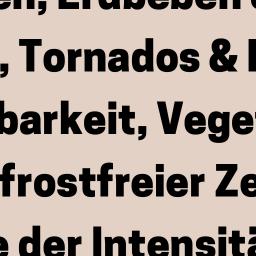 en, Erdbeben
, Tornados &
barkeit, Vege
frostfreier Ze
e der Intensitä